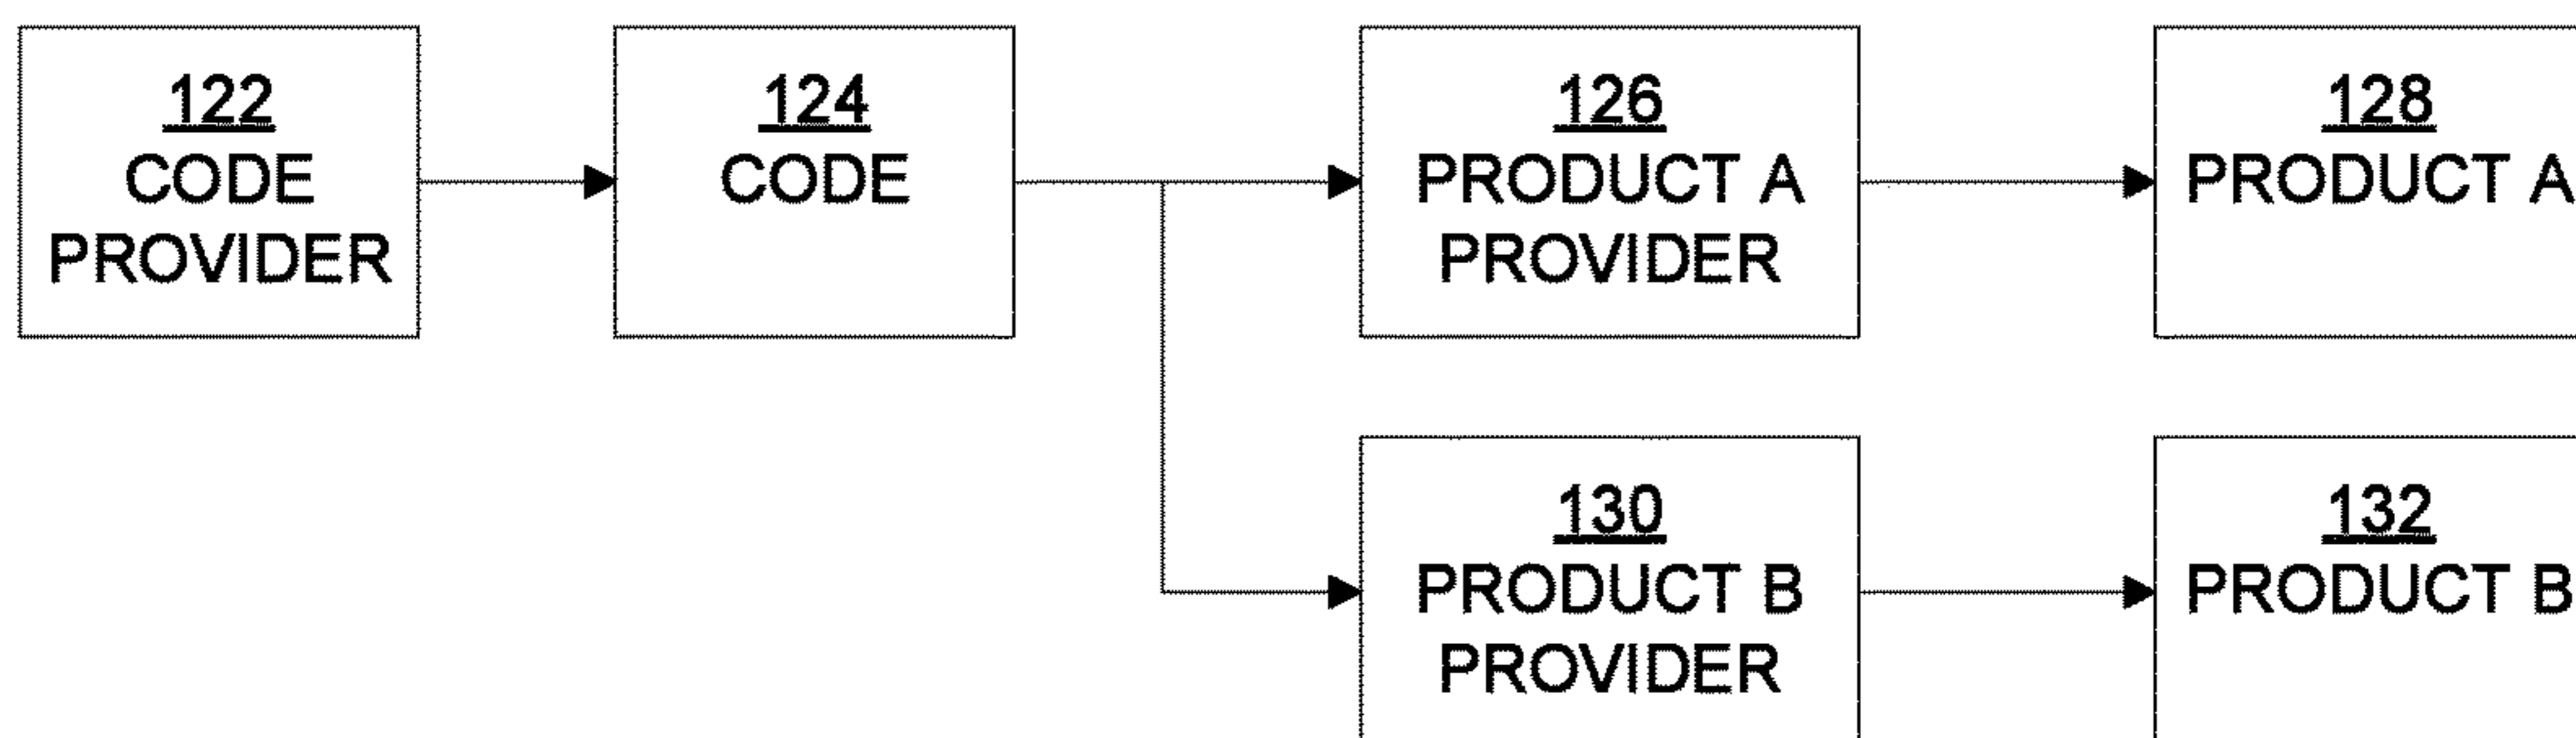 122
CODE
PROVIDER
124
CODE
126
PRODUCT A
PROVIDER
128
PRODUCT A
130
PRODUCT B
PROVIDER
132
PRODUCT B